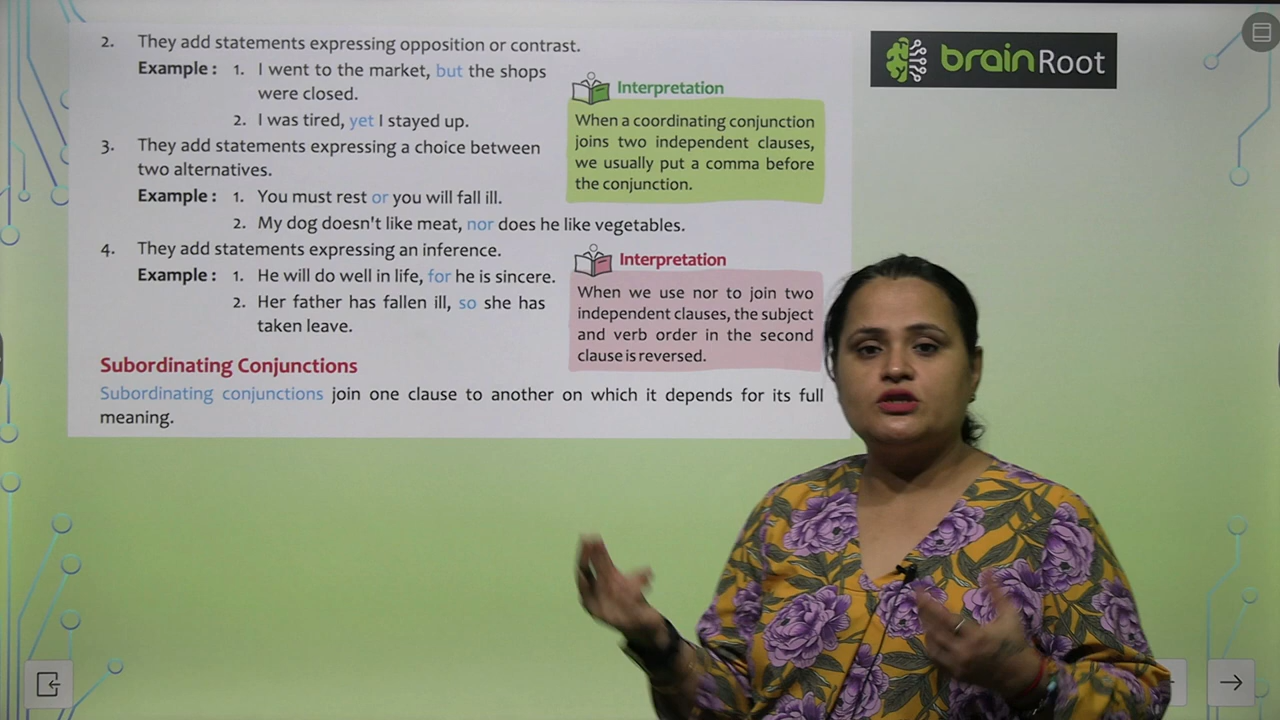 2. They add statements expressing opposition or contrast.
Example : 1. I went to the market, but the shops
were closed.
2. I was tired, yet I stayed up.
3. They add statements expressing a choice between
two alternatives.
Example : 1. You must rest or you will fall ill.
2. My dog doesn't like meat, nor does he like vegetables.
4. They add statements expressing an inference.
Example : 1. He will do well in life, for he is sincere.
2. Her father has fallen ill, so she has
taken leave.
Interpretation
When a coordinating conjunction
joins two independent clauses,
we usually put a comma before
the conjunction.
Interpretation
When we use nor to join two
independent clauses, the subject
and verb order in the second
clause is reversed.
Subordinating Conjunctions
Subordinating conjunctions join one clause to another on which it depends for its full
meaning.
brainRoot